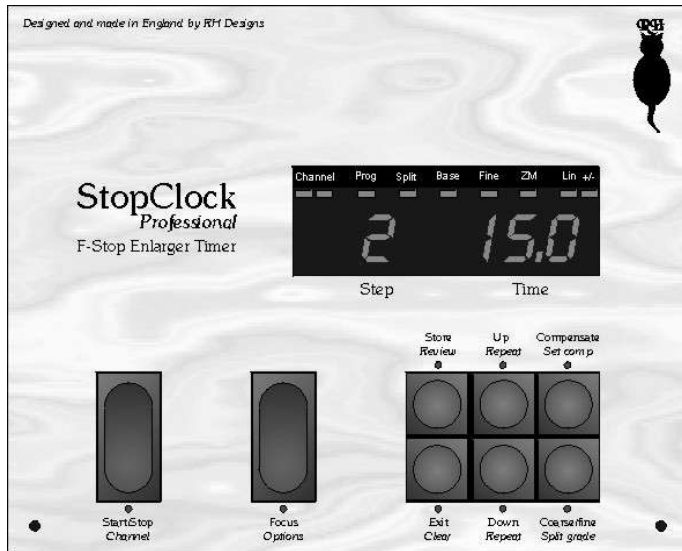 Designed and made in England by RH Designs
RH
StopClock
Professional
F-Stop Enlarger Timer
Channel Prog Split Base Fine ZM Lin +/-
2 15.0
Step Time
Store Up Compensate
Review Repeat Set comp
Start/Stop Focus Exit Down Coarse/fine
Channel Options Clear Repeat Split grade